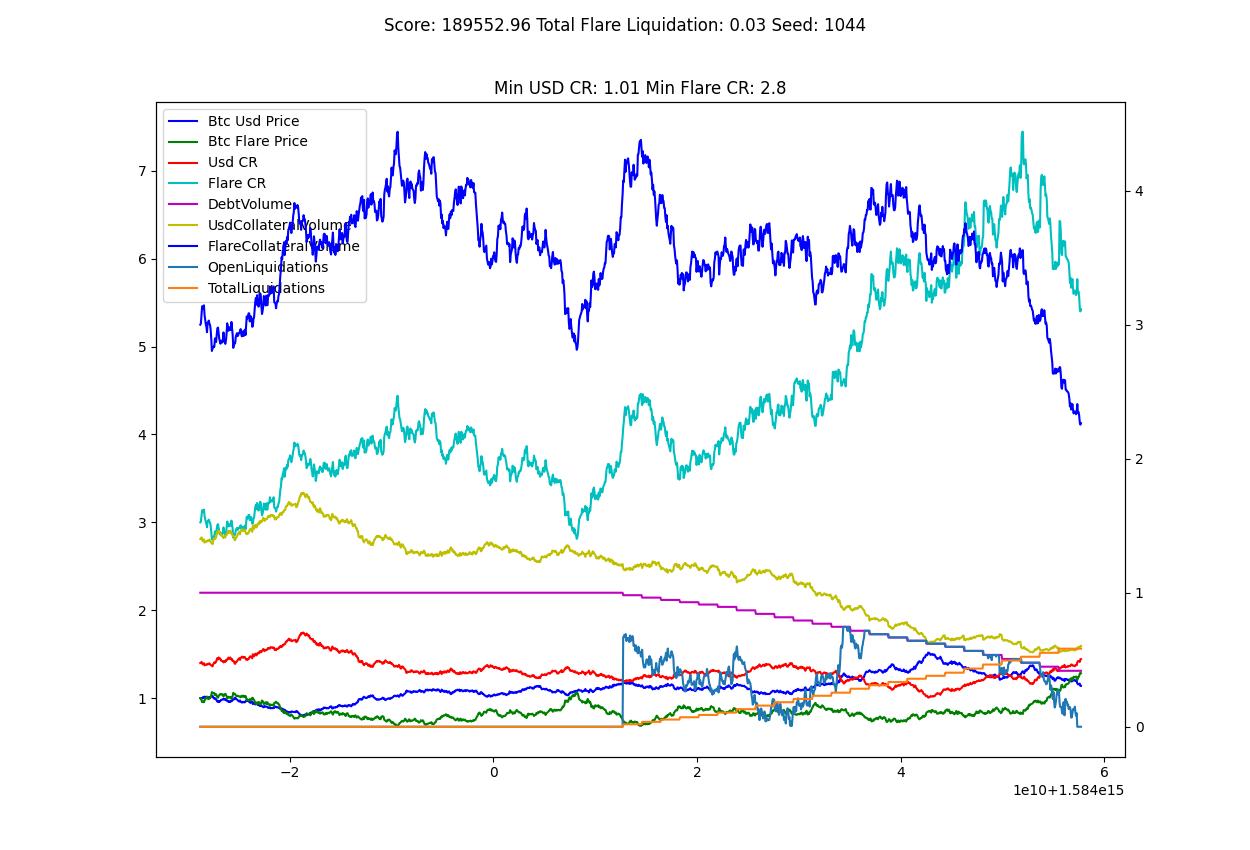 Score: 189552.96 Total Flare Liquidation: 0.03 Seed: 1044
Min USD CR: 1.01 Min Flare CR: 2.8
Btc Usd Price
Btc Flare Price
Usd CR
Flare CR
DebtVolume
UsdCollateralVolume
FlareCollateralVolume
OpenLiquidations
TotalLiquidations
7
6
5
4
3
2
1
4
3
2
1
0
−2
0
2
4
6
1e10+1.584e15